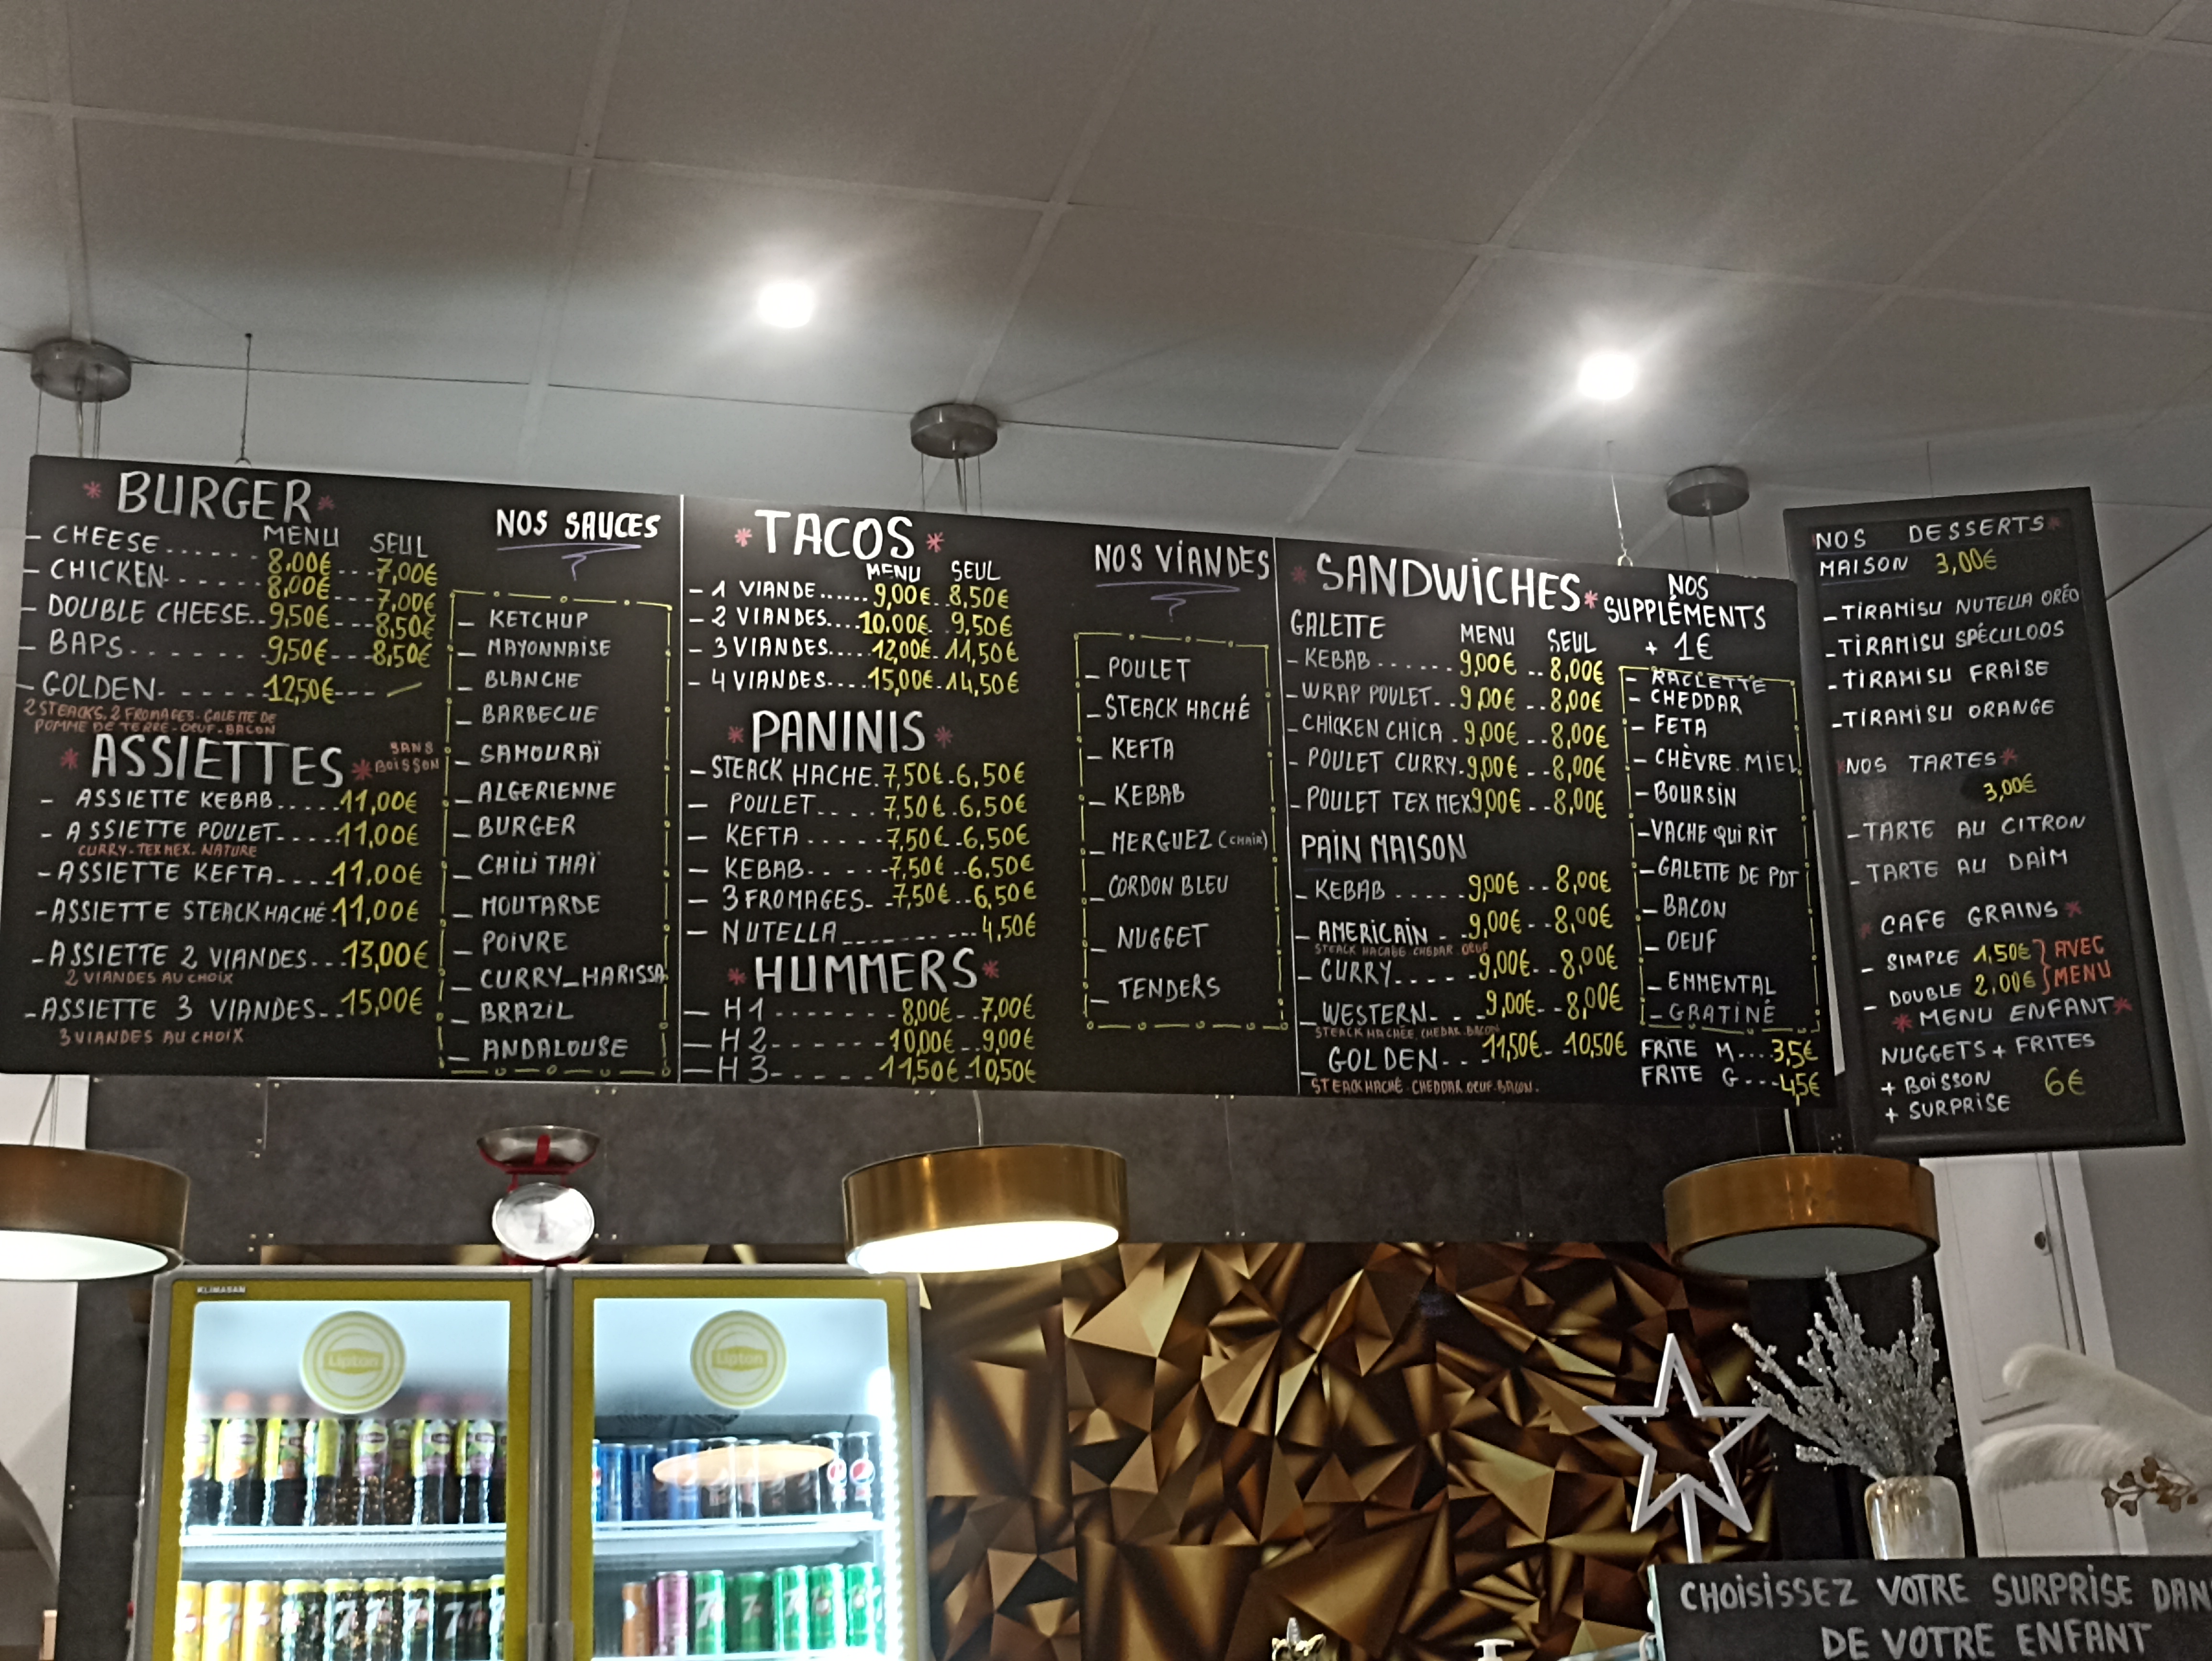 * BURGER *
MENU SEUL
- CHEESE...... 8,00€...7,00€
- CHICKEN..... 8,00€...7,00€
- DOUBLE CHEESE.. 9,50€...8,50€
- BAPS....... 9,50€...8,50€
- GOLDEN...... 12,50€... —
2 STEACKS. 2 FROMAGES. GALETTE DE
POMME DE TERRE - OEUF - BACON
* ASSIETTES * SANS
BOISSON
- ASSIETTE KEBAB..... 11,00€
- ASSIETTE POULET.... 11,00€
CURRY - TEXMEX. NATURE
- ASSIETTE KEFTA.... 11,00€
- ASSIETTE STEACK HACHÉ. 11,00€
- ASSIETTE 2 VIANDES... 13,00€
2 VIANDES AU CHOIX
- ASSIETTE 3 VIANDES.. 15,00€
3 VIANDES AU CHOIX
NOS SAUCES
- KETCHUP
- MAYONNAISE
- BLANCHE
- BARBECUE
- SAMOURAÏ
- ALGERIENNE
- BURGER
- CHILI THAÏ
- MOUTARDE
- POIVRE
- CURRY_HARISSA
- BRAZIL
- ANDALOUSE
* TACOS *
MENU SEUL
- 1 VIANDE...... 9,00€..8,50€
- 2 VIANDES.... 10,00€. 9,50€
- 3 VIANDES..... 12,00€. 11,50€
- 4 VIANDES.... 15,00€. 14,50€
* PANINIS *
- STEACK HACHE. 7,50€.6,50€
- POULET.... 7,50€.6,50€
- KEFTA .... 7,50€..6,50€
- KEBAB.... 7,50€..6,50€
- 3 FROMAGES. 7,50€..6,50€
- NUTELLA......... 4,50€
* HUMMERS *
- H 1 ....... 8,00€..7,00€
- H 2 ...... 10,00€..9,00€
- H 3 ..... 11,50€.10,50€
NOS VIANDES
- POULET
- STEACK HACHÉ
- KEFTA
- KEBAB
- MERGUEZ (CHAIR)
- CORDON BLEU
- NUGGET
- TENDERS
* SANDWICHES *
GALETTE MENU SEUL
- KEBAB....... 9,00€...8,00€
- WRAP POULET.. 9,00€...8,00€
- CHICKEN CHICA . 9,00€...8,00€
- POULET CURRY. 9,00€...8,00€
- POULET TEX MEX 9,00€...8,00€
PAIN MAISON
- KEBAB ..... 9,00€...8,00€
- AMERICAIN .. 9,00€...8,00€
- CURRY.... 9,00€..8,00€
- WESTERN... 9,00€..8,00€
STEACK HACHÉE, CHEDAR. BACON
- GOLDEN... 11,50€..10,50€
STEACK HACHÉ. CHEDDAR. OEUF. BACON.
NOS
SUPPLÉMENTS
+ 1€
- RACLETTE
- CHEDDAR
- FETA
- CHÈVRE.MIEL
- BOURSIN
- VACHE QUI RIT
- GALETTE DE PDT
- BACON
- OEUF
- EMMENTAL
- GRATINÉ
FRITE M.... 3,5€
FRITE G.... 4,5€
NOS DESSERTS *
MAISON 3,00€
- TIRAMISU NUTELLA ORÉO
- TIRAMISU SPÉCULOOS
- TIRAMISU FRAISE
- TIRAMISU ORANGE
* NOS TARTES *
3,00€
- TARTE AU CITRON
- TARTE AU DAIM
* CAFE GRAINS *
- SIMPLE 1,50€ } AVEC
- DOUBLE 2,00€ } MENU
* MENU ENFANT *
NUGGETS + FRITES
+ BOISSON 6€
+ SURPRISE
KLIMASAN
Lipton
Lipton
CHOISISSEZ VOTRE SURPRISE DAN
DE VOTRE ENFANT